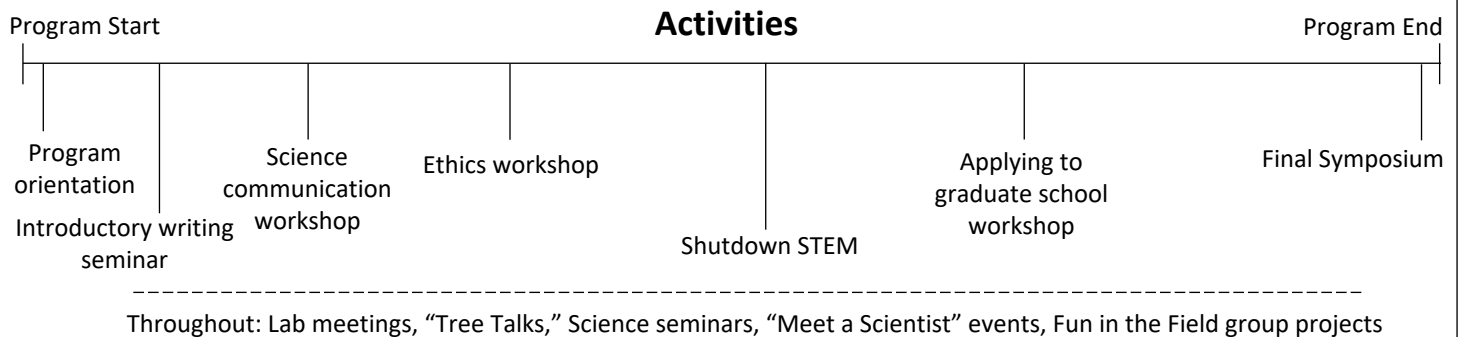 Activities
Program Start
Program End
Program
orientation
Introductory writing
seminar
Science
communication
workshop
Ethics workshop
Shutdown STEM
Applying to
graduate school
workshop
Final Symposium
Throughout: Lab meetings, “Tree Talks,” Science seminars, “Meet a Scientist” events, Fun in the Field group projects